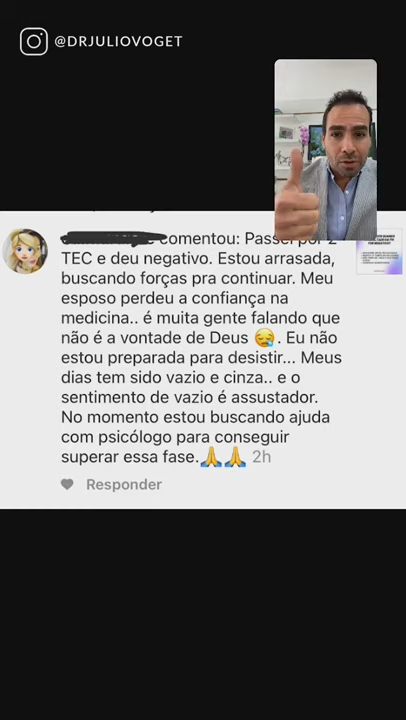 @DRJULIOVOGET
comentou: Passei por 2
TEC e deu negativo. Estou arrasada,
buscando forças pra continuar. Meu
esposo perdeu a confiança na
medicina.. é muita gente falando que
não é a vontade de Deus 😪. Eu não
estou preparada para desistir... Meus
dias tem sido vazio e cinza.. e o
sentimento de vazio é assustador.
No momento estou buscando ajuda
com psicólogo para conseguir
superar essa fase.🙏🙏 2h
Responder